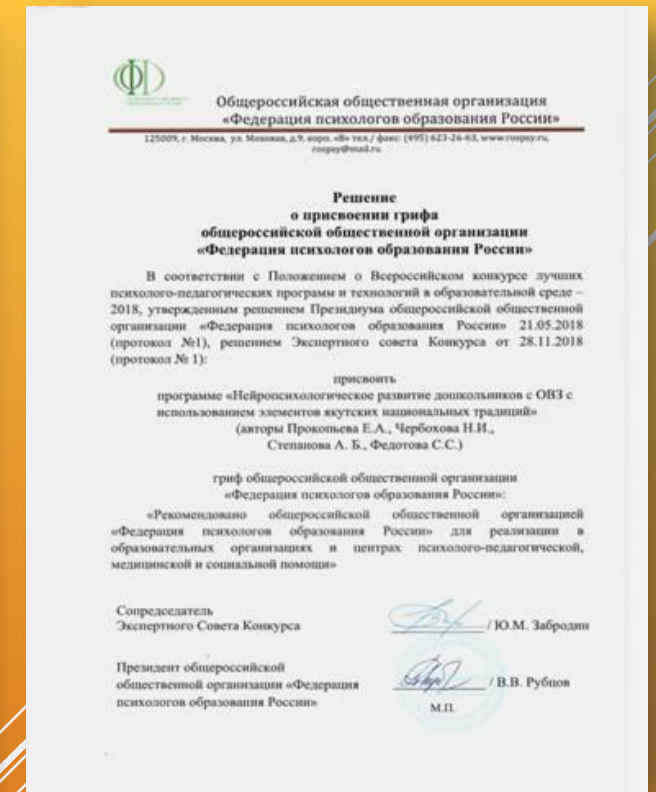 Общероссийская общественная организация
«Федерация психологов образования России»
125009, г. Москва, ул. Моховая, д.9, корп. «В» тел./ факс: (495) 623-26-63, www.rospsy.ru,
rospsy@mail.ru
Решение
о присвоении грифа
общероссийской общественной организации
«Федерация психологов образования России»
В соответствии с Положением о Всероссийском конкурсе лучших
психолого-педагогических программ и технологий в образовательной среде –
2018, утвержденным решением Президиума общероссийской общественной
организации «Федерация психологов образования России» 21.05.2018
(протокол №1), решением Экспертного совета Конкурса от 28.11.2018
(протокол № 1):
присвоить
программе «Нейропсихологическое развитие дошкольников с ОВЗ с
использованием элементов якутских национальных традиций»
(авторы Прокопьева Е.А., Чербохова Н.И.,
Степанова А. Б., Федотова С.С.)
гриф общероссийской общественной организации
«Федерация психологов образования России»:
«Рекомендовано общероссийской общественной организацией
«Федерация психологов образования России» для реализации в
образовательных организациях и центрах психолого-педагогической,
медицинской и социальной помощи»
Сопредседатель
Экспертного Совета Конкурса
/ Ю.М. Забродин
Президент общероссийской
общественной организации «Федерация
психологов образования России»
/ В.В. Рубцов
М.П.